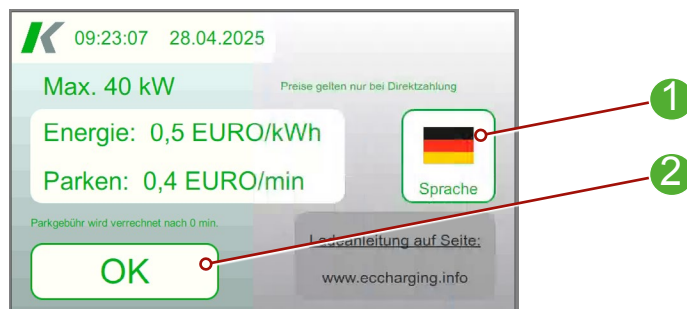 09:23:07 28.04.2025
Max. 40 kW
Preise gelten nur bei Direktzahlung
Energie: 0,5 EURO/kWh
Parken: 0,4 EURO/min
Sprache
Parkgebühr wird verrechnet nach 0 min.
OK
Ladeanleitung auf Seite:
www.eccharging.info
1
2